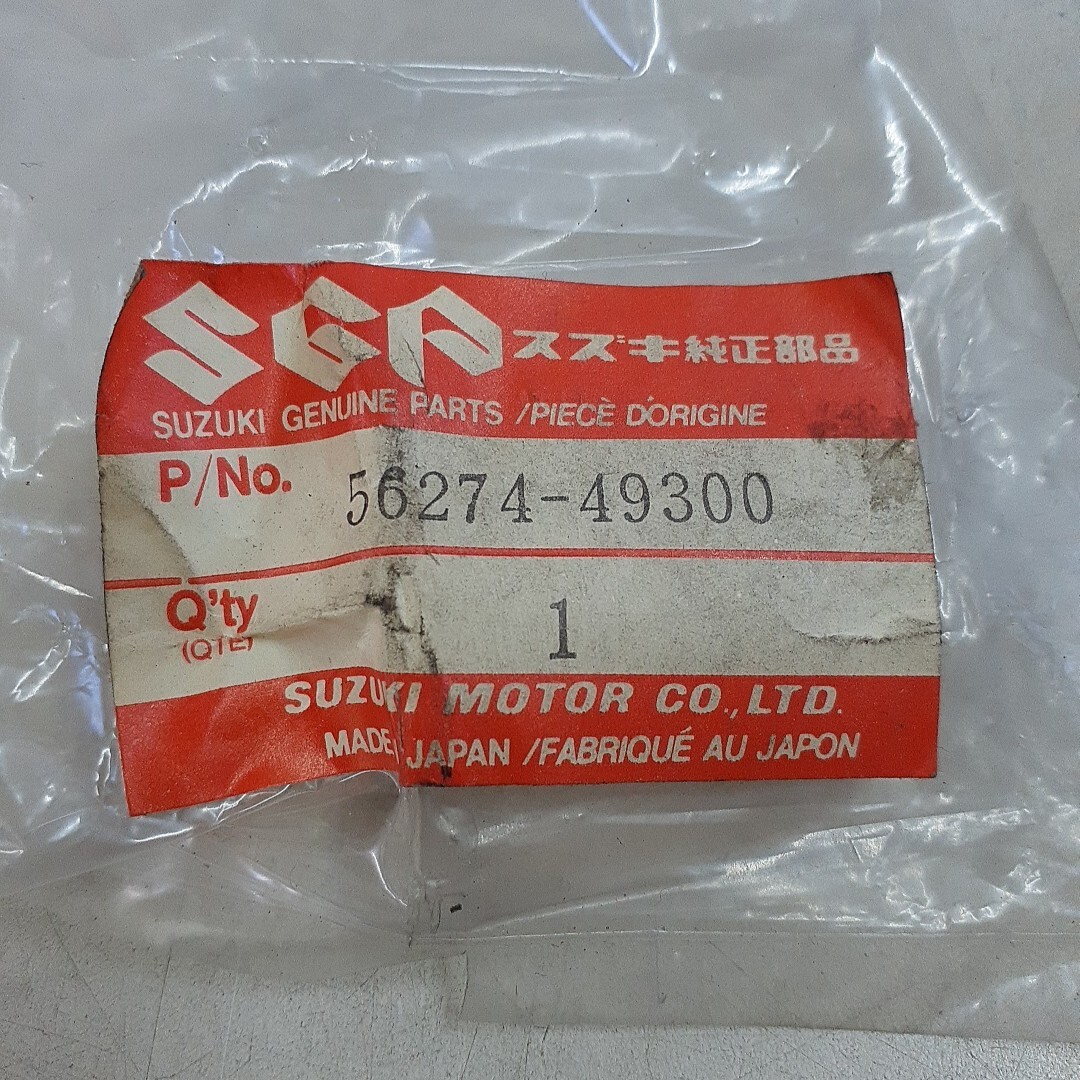 SGP スズキ純正部品
SUZUKI GENUINE PARTS /PIECÈ D'ORIGINE
P/No. 56274-49300
Q'ty 1
(QTE)
SUZUKI MOTOR CO., LTD.
MADE JAPAN /FABRIQUÉ AU JAPON